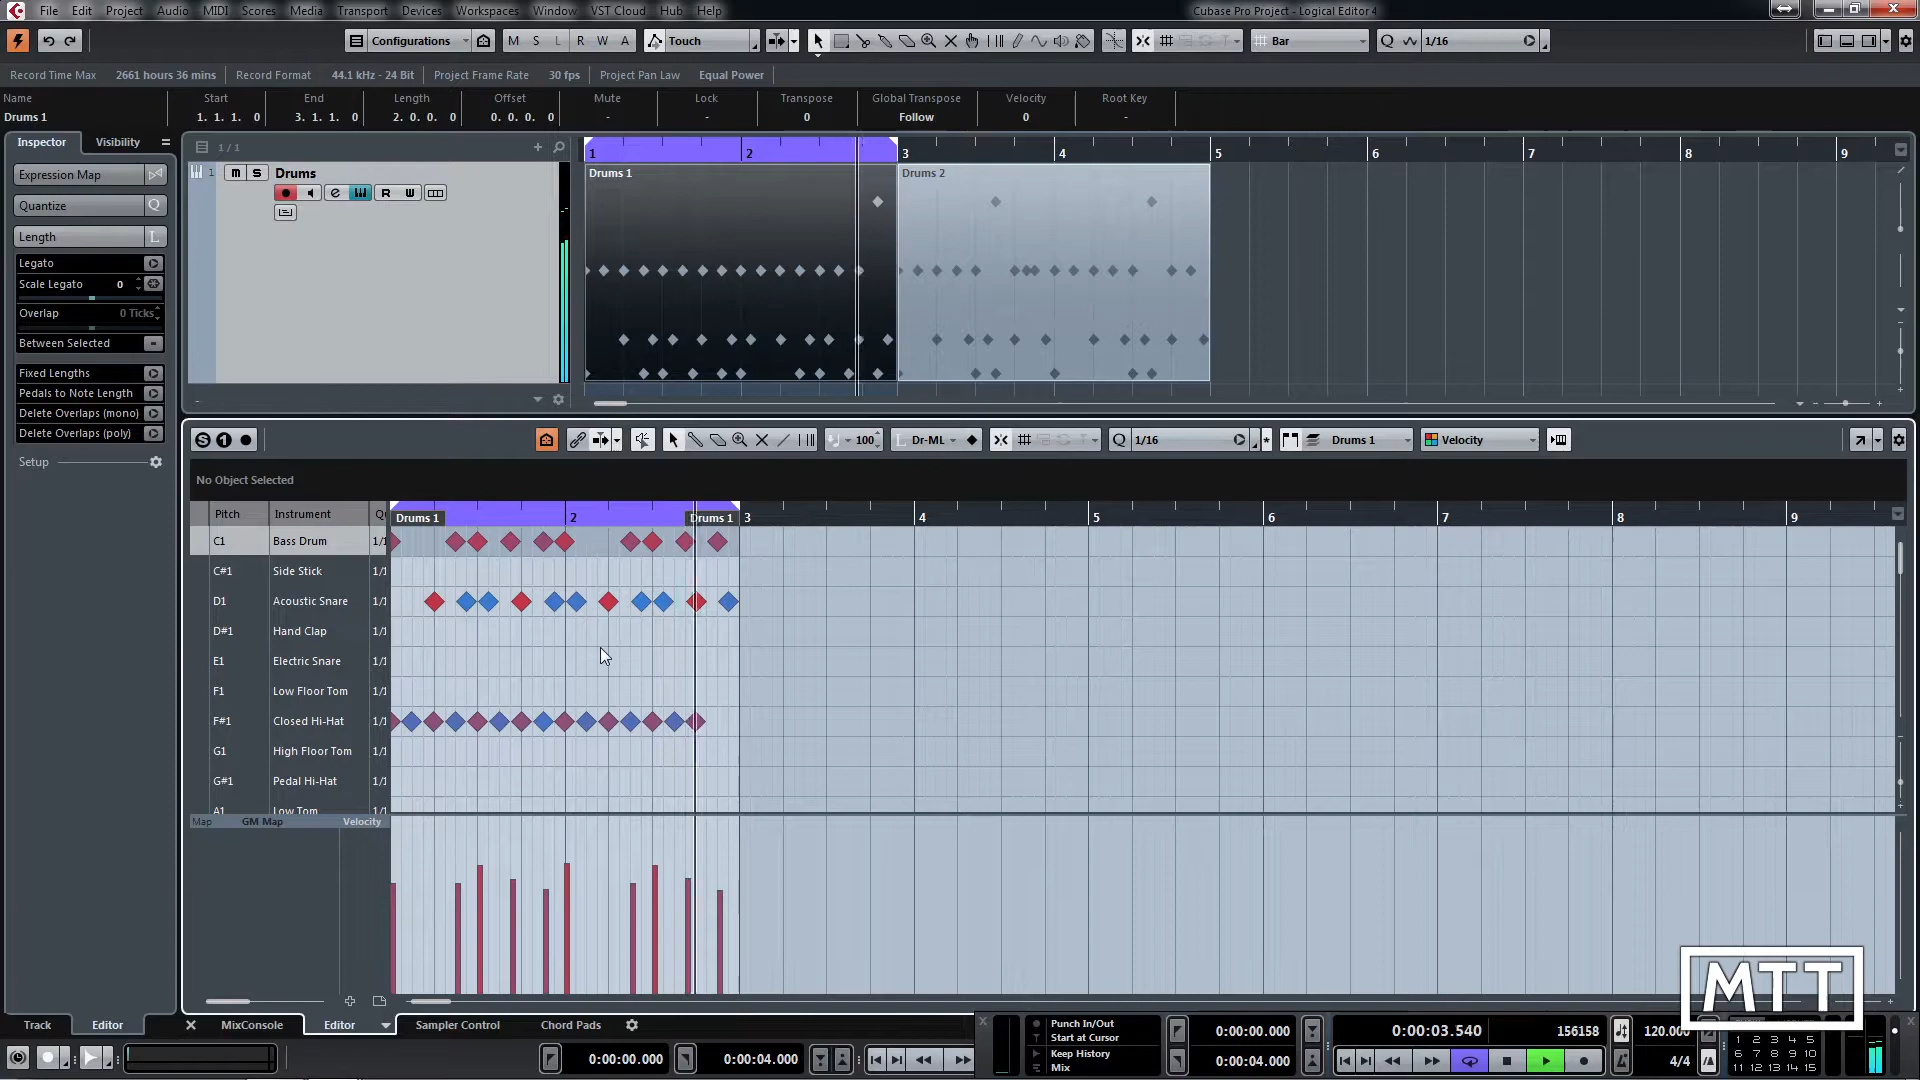 Cubase Pro Project - Logical Editor 4
File Edit Project Audio MIDI Scores Media Transport Devices Workspaces Window VST Cloud Hub Help
Configurations M S L R W A Touch Bar Q 1/16
Record Time Max 2661 hours 36 mins Record Format 44.1 kHz - 24 Bit Project Frame Rate 30 fps Project Pan Law Equal Power
Name Start End Length Offset Mute Lock Transpose Global Transpose Velocity Root Key
Drums 1 1. 1. 1. 0 3. 1. 1. 0 2. 0. 0. 0 0. 0. 0. 0 - - 0 Follow 0 -
Inspector Visibility
1 / 1
1 2 3 4 5 6 7 8 9
Expression Map
Quantize Q
Length L
Legato
Scale Legato 0
Overlap 0 Ticks
Between Selected
Fixed Lengths
Pedals to Note Length
Delete Overlaps (mono)
Delete Overlaps (poly)
Setup
1 m S Drums
e R W
Drums 1 Drums 2
S 1 100 L Dr-ML Q 1/16 Drums 1 Velocity
No Object Selected
Pitch Instrument
Drums 1 2 Drums 1 3 4 5 6 7 8 9
C1 Bass Drum 1/1
C#1 Side Stick 1/1
D1 Acoustic Snare 1/1
D#1 Hand Clap 1/1
E1 Electric Snare 1/1
F1 Low Floor Tom 1/1
F#1 Closed Hi-Hat 1/1
G1 High Floor Tom 1/1
G#1 Pedal Hi-Hat 1/1
A1 Low Tom 1/1
Map GM Map Velocity
MTT
Track Editor MixConsole Editor Sampler Control Chord Pads
0:00:00.000 0:00:04.000
Punch In/Out
Start at Cursor
Keep History
Mix
0:00:00.000
0:00:04.000
0:00:03.540 156158
120.000
4/4
1 2 3 4 5
6 7 8 9 10
11 12 13 14 15